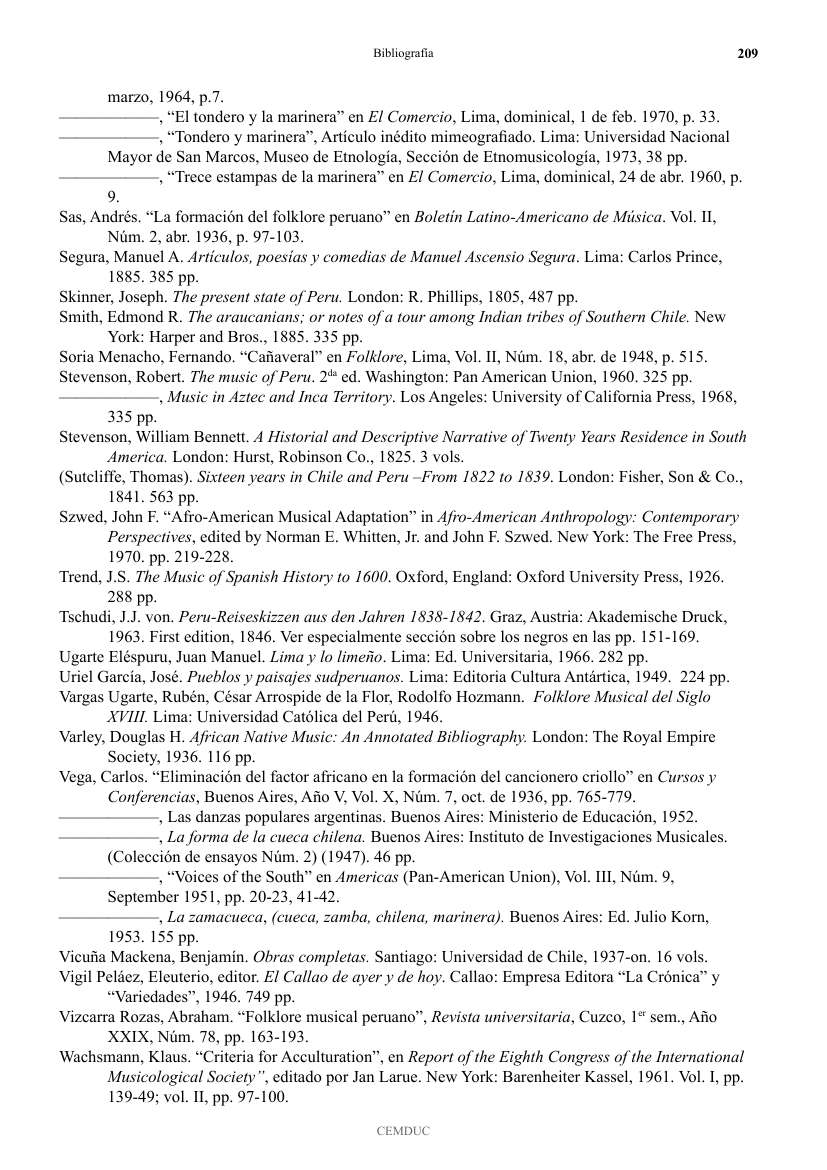 Bibliografía 209
marzo, 1964, p.7.
——————, “El tondero y la marinera” en El Comercio, Lima, dominical, 1 de feb. 1970, p. 33.
——————, “Tondero y marinera”, Artículo inédito mimeografiado. Lima: Universidad Nacional
Mayor de San Marcos, Museo de Etnología, Sección de Etnomusicología, 1973, 38 pp.
——————, “Trece estampas de la marinera” en El Comercio, Lima, dominical, 24 de abr. 1960, p.
9.
Sas, Andrés. “La formación del folklore peruano” en Boletín Latino-Americano de Música. Vol. II,
Núm. 2, abr. 1936, p. 97-103.
Segura, Manuel A. Artículos, poesías y comedias de Manuel Ascensio Segura. Lima: Carlos Prince,
1885. 385 pp.
Skinner, Joseph. The present state of Peru. London: R. Phillips, 1805, 487 pp.
Smith, Edmond R. The araucanians; or notes of a tour among Indian tribes of Southern Chile. New
York: Harper and Bros., 1885. 335 pp.
Soria Menacho, Fernando. “Cañaveral” en Folklore, Lima, Vol. II, Núm. 18, abr. de 1948, p. 515.
Stevenson, Robert. The music of Peru. 2da ed. Washington: Pan American Union, 1960. 325 pp.
——————, Music in Aztec and Inca Territory. Los Angeles: University of California Press, 1968,
335 pp.
Stevenson, William Bennett. A Historial and Descriptive Narrative of Twenty Years Residence in South
America. London: Hurst, Robinson Co., 1825. 3 vols.
(Sutcliffe, Thomas). Sixteen years in Chile and Peru –From 1822 to 1839. London: Fisher, Son & Co.,
1841. 563 pp.
Szwed, John F. “Afro-American Musical Adaptation” in Afro-American Anthropology: Contemporary
Perspectives, edited by Norman E. Whitten, Jr. and John F. Szwed. New York: The Free Press,
1970. pp. 219-228.
Trend, J.S. The Music of Spanish History to 1600. Oxford, England: Oxford University Press, 1926.
288 pp.
Tschudi, J.J. von. Peru-Reiseskizzen aus den Jahren 1838-1842. Graz, Austria: Akademische Druck,
1963. First edition, 1846. Ver especialmente sección sobre los negros en las pp. 151-169.
Ugarte Eléspuru, Juan Manuel. Lima y lo limeño. Lima: Ed. Universitaria, 1966. 282 pp.
Uriel García, José. Pueblos y paisajes sudperuanos. Lima: Editoria Cultura Antártica, 1949.  224 pp.
Vargas Ugarte, Rubén, César Arrospide de la Flor, Rodolfo Hozmann.  Folklore Musical del Siglo
XVIII. Lima: Universidad Católica del Perú, 1946.
Varley, Douglas H. African Native Music: An Annotated Bibliography. London: The Royal Empire
Society, 1936. 116 pp.
Vega, Carlos. “Eliminación del factor africano en la formación del cancionero criollo” en Cursos y
Conferencias, Buenos Aires, Año V, Vol. X, Núm. 7, oct. de 1936, pp. 765-779.
——————, Las danzas populares argentinas. Buenos Aires: Ministerio de Educación, 1952.
——————, La forma de la cueca chilena. Buenos Aires: Instituto de Investigaciones Musicales.
(Colección de ensayos Núm. 2) (1947). 46 pp.
——————, “Voices of the South” en Americas (Pan-American Union), Vol. III, Núm. 9,
September 1951, pp. 20-23, 41-42.
——————, La zamacueca, (cueca, zamba, chilena, marinera). Buenos Aires: Ed. Julio Korn,
1953. 155 pp.
Vicuña Mackena, Benjamín. Obras completas. Santiago: Universidad de Chile, 1937-on. 16 vols.
Vigil Peláez, Eleuterio, editor. El Callao de ayer y de hoy. Callao: Empresa Editora “La Crónica” y
“Variedades”, 1946. 749 pp.
Vizcarra Rozas, Abraham. “Folklore musical peruano”, Revista universitaria, Cuzco, 1er sem., Año
XXIX, Núm. 78, pp. 163-193.
Wachsmann, Klaus. “Criteria for Acculturation”, en Report of the Eighth Congress of the International
Musicological Society”, editado por Jan Larue. New York: Barenheiter Kassel, 1961. Vol. I, pp.
139-49; vol. II, pp. 97-100.
CEMDUC